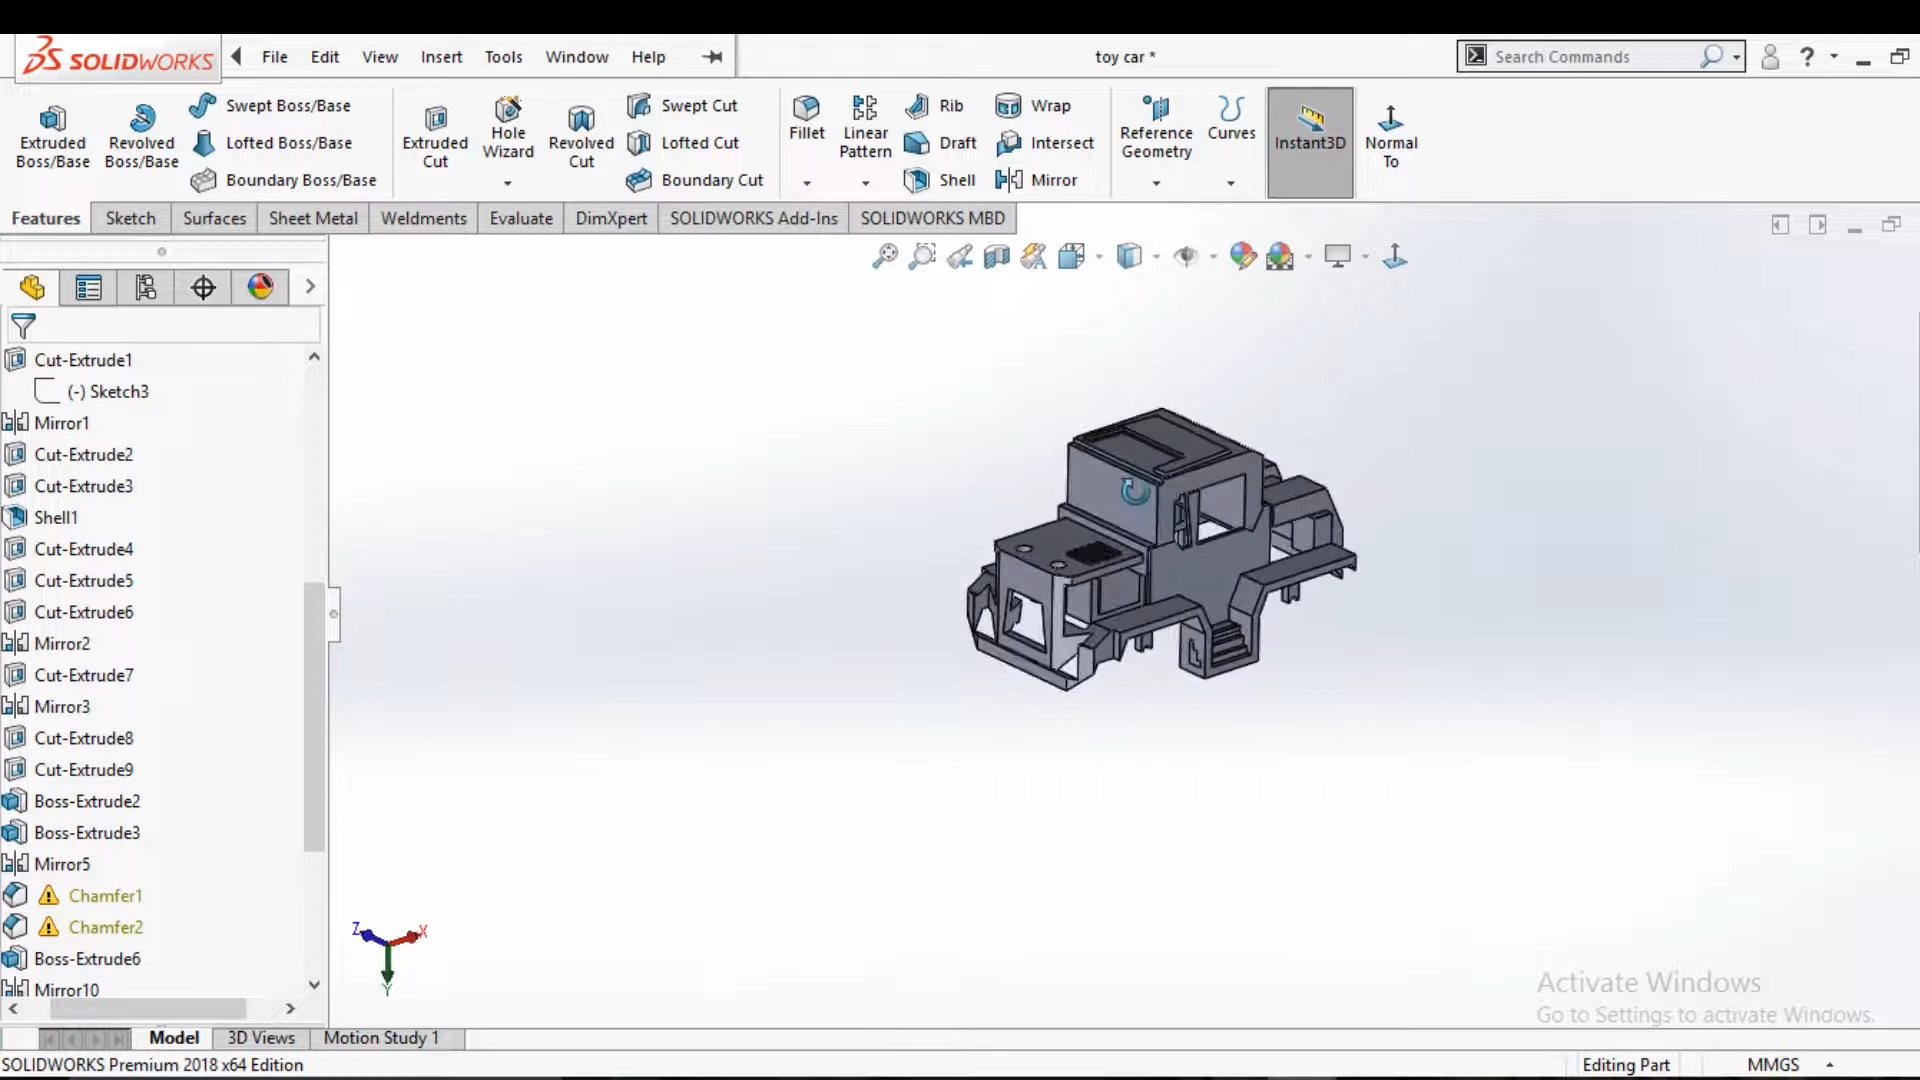 SOLIDWORKS File Edit View Insert Tools Window Help toy car * Search Commands ?
Extruded Boss/Base
Revolved Boss/Base
Swept Boss/Base
Lofted Boss/Base
Boundary Boss/Base
Extruded Cut
Hole Wizard
Revolved Cut
Swept Cut
Lofted Cut
Boundary Cut
Fillet
Linear Pattern
Rib
Draft
Shell
Wrap
Intersect
Mirror
Reference Geometry
Curves
Instant3D
Normal To
Features Sketch Surfaces Sheet Metal Weldments Evaluate DimXpert SOLIDWORKS Add-Ins SOLIDWORKS MBD
Cut-Extrude1
(-) Sketch3
Mirror1
Cut-Extrude2
Cut-Extrude3
Shell1
Cut-Extrude4
Cut-Extrude5
Cut-Extrude6
Mirror2
Cut-Extrude7
Mirror3
Cut-Extrude8
Cut-Extrude9
Boss-Extrude2
Boss-Extrude3
Mirror5
Chamfer1
Chamfer2
Boss-Extrude6
Mirror10
Z X
Y
Activate Windows
Go to Settings to activate Windows.
Model 3D Views Motion Study 1
SOLIDWORKS Premium 2018 x64 Edition Editing Part MMGS